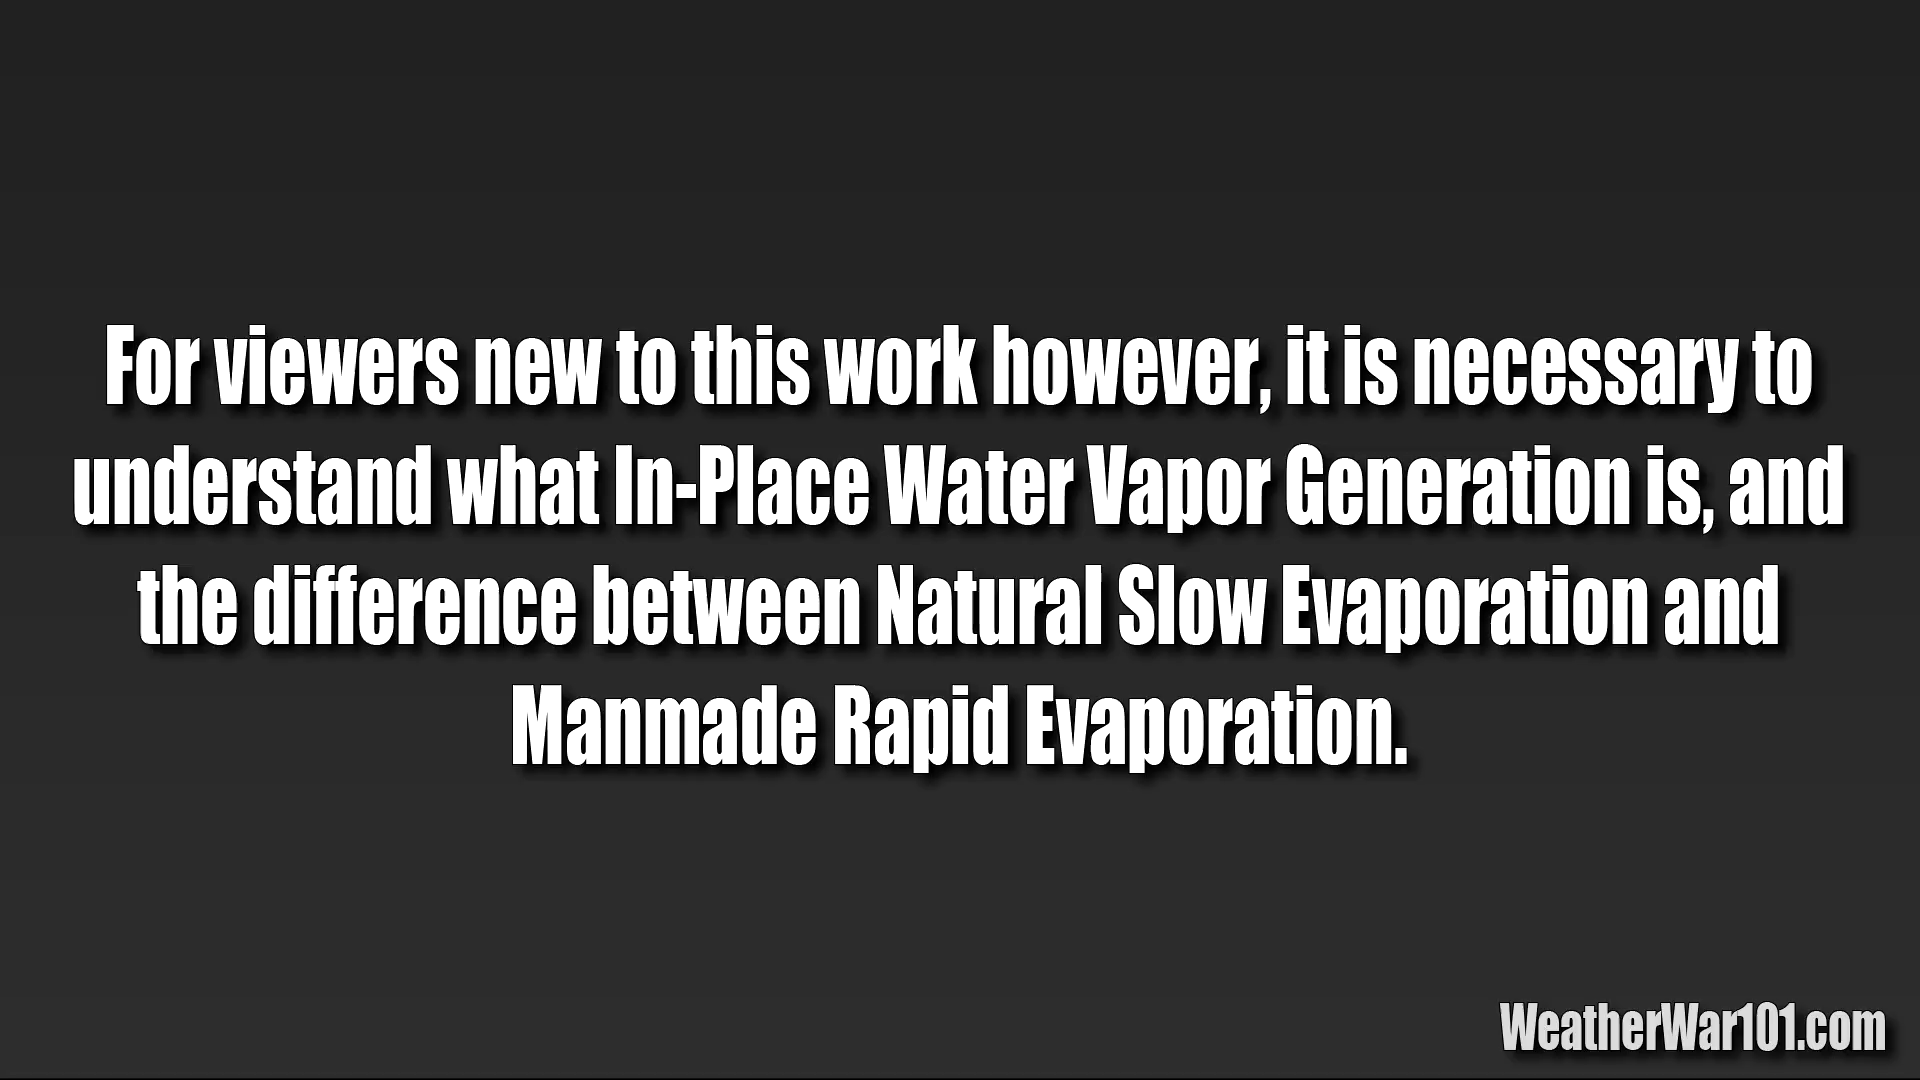 For viewers new to this work however, it is necessary to
understand what In-Place Water Vapor Generation is, and
the difference between Natural Slow Evaporation and
Manmade Rapid Evaporation.
WeatherWar101.com